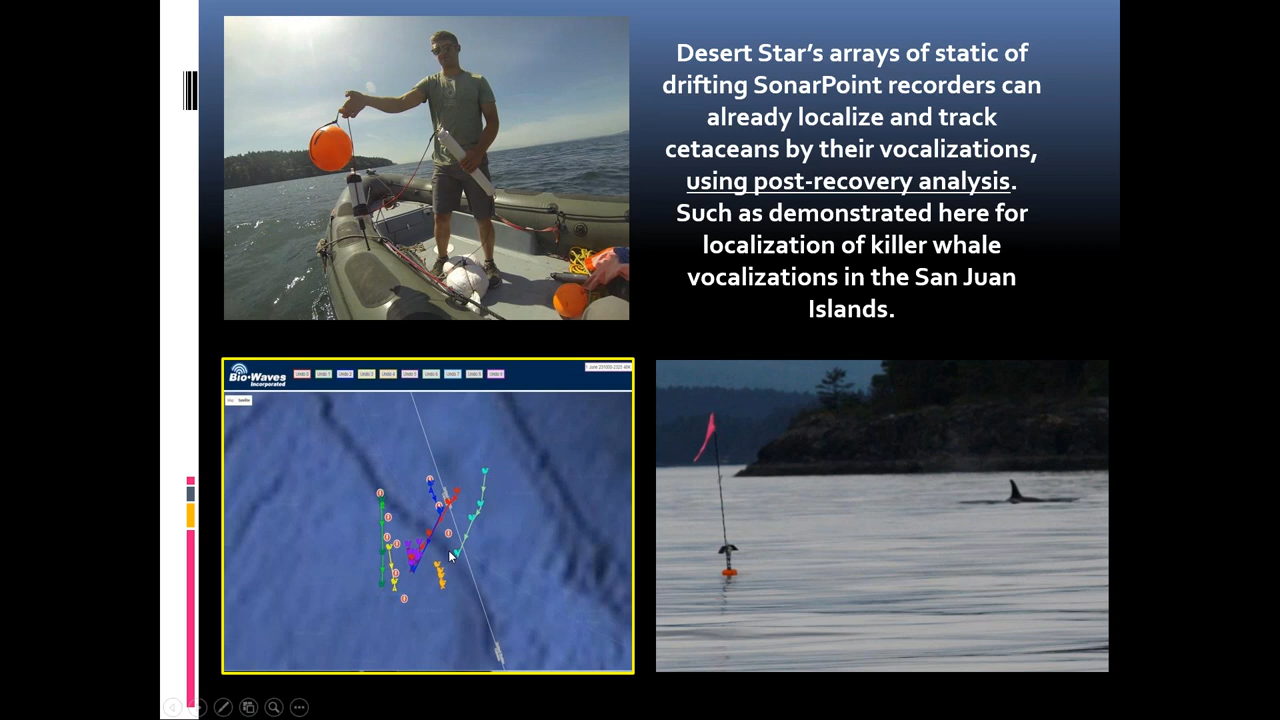 Desert Star's arrays of static of
drifting SonarPoint recorders can
already localize and track
cetaceans by their vocalizations,
using post-recovery analysis.
Such as demonstrated here for
localization of killer whale
vocalizations in the San Juan
Islands.
Bio-Waves
Incorporated